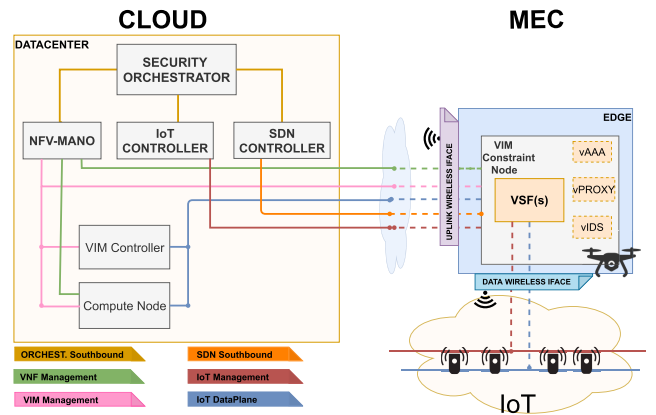 CLOUD
MEC
DATACENTER
SECURITY
ORCHESTRATOR
NFV-MANO
IoT
CONTROLLER
SDN
CONTROLLER
VIM Controller
Compute Node
UPLINK WIRELESS IFACE
EDGE
VIM
Constraint
Node
VSF(s)
vAAA
vPROXY
vIDS
DATA WIRELESS IFACE
IoT
ORCHEST. Southbound
SDN Southbound
VNF Management
IoT Management
VIM Management
IoT DataPlane